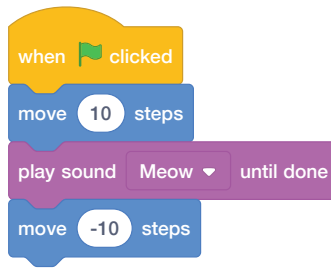 when clicked
move 10 steps
play sound Meow until done
move -10 steps